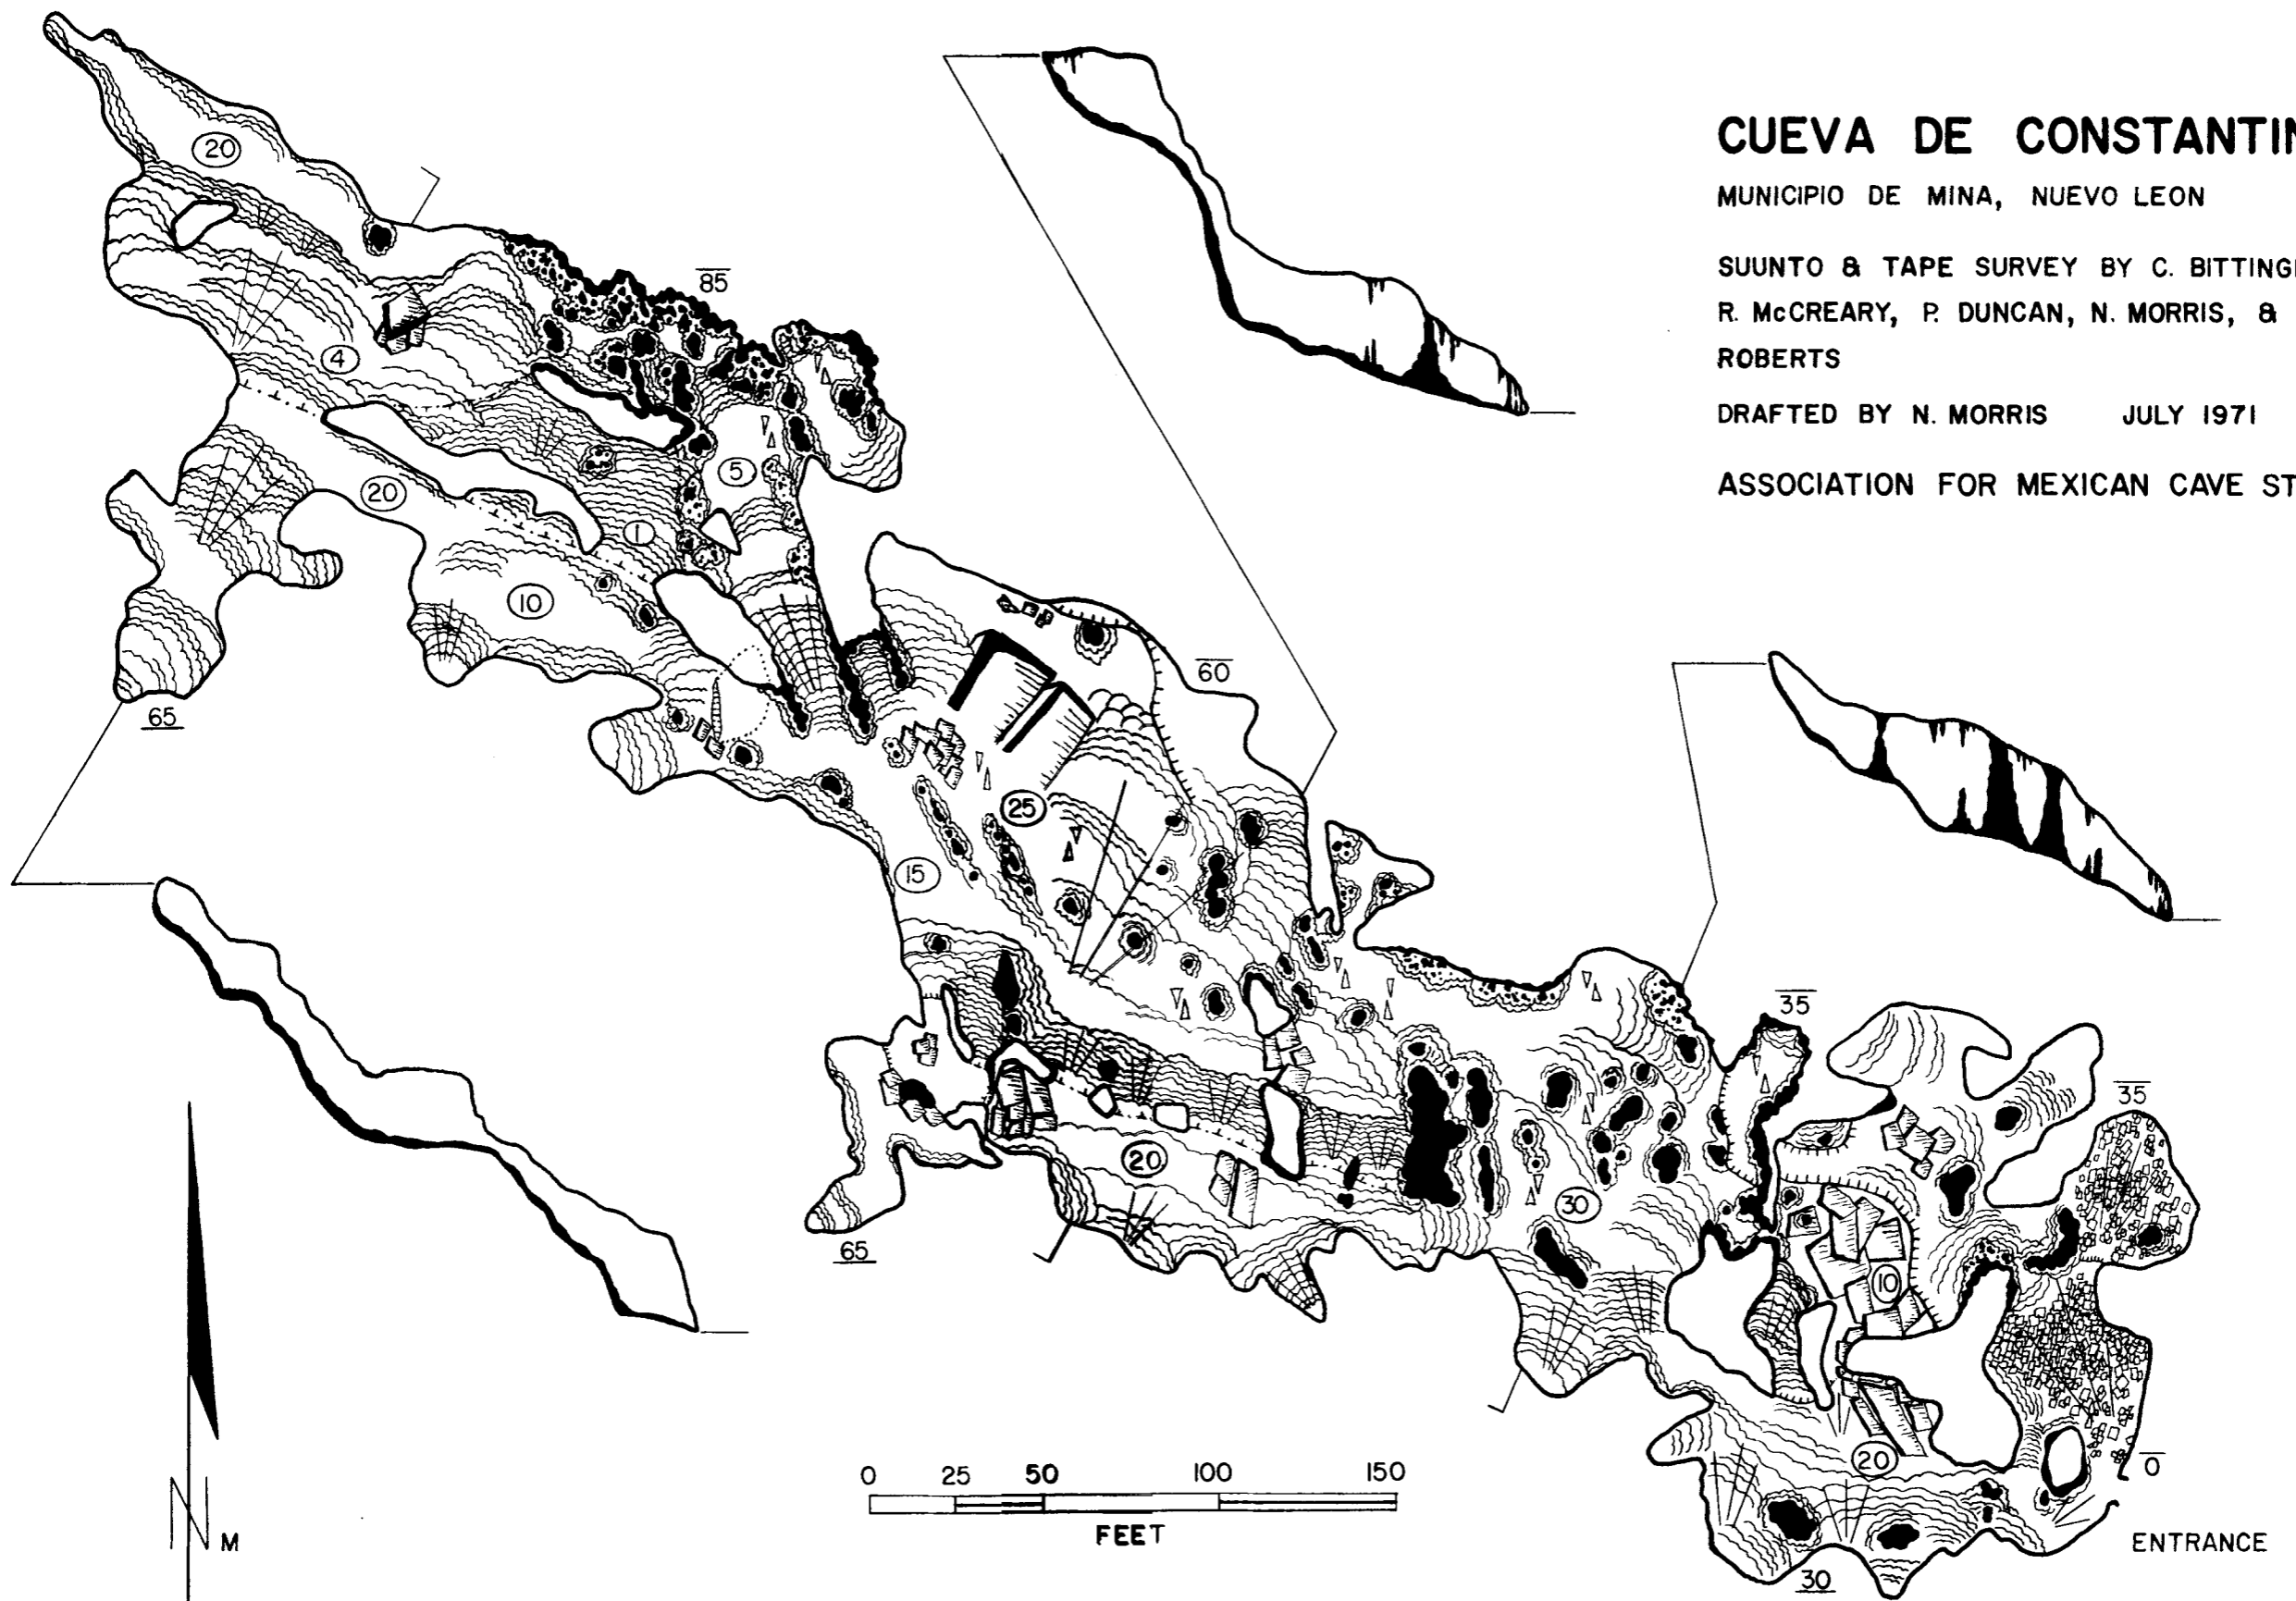 CUEVA DE CONSTANTIN
MUNICIPIO DE MINA, NUEVO LEON
SUUNTO & TAPE SURVEY BY C. BITTING
R. McCREARY, P. DUNCAN, N. MORRIS, &
ROBERTS
DRAFTED BY N. MORRIS JULY 1971
ASSOCIATION FOR MEXICAN CAVE ST
20
85
4
5
20
1
10
60
65
25
15
35
35
20
30
65
10
20
0
30
ENTRANCE
0 25 50 100 150
FEET
N M